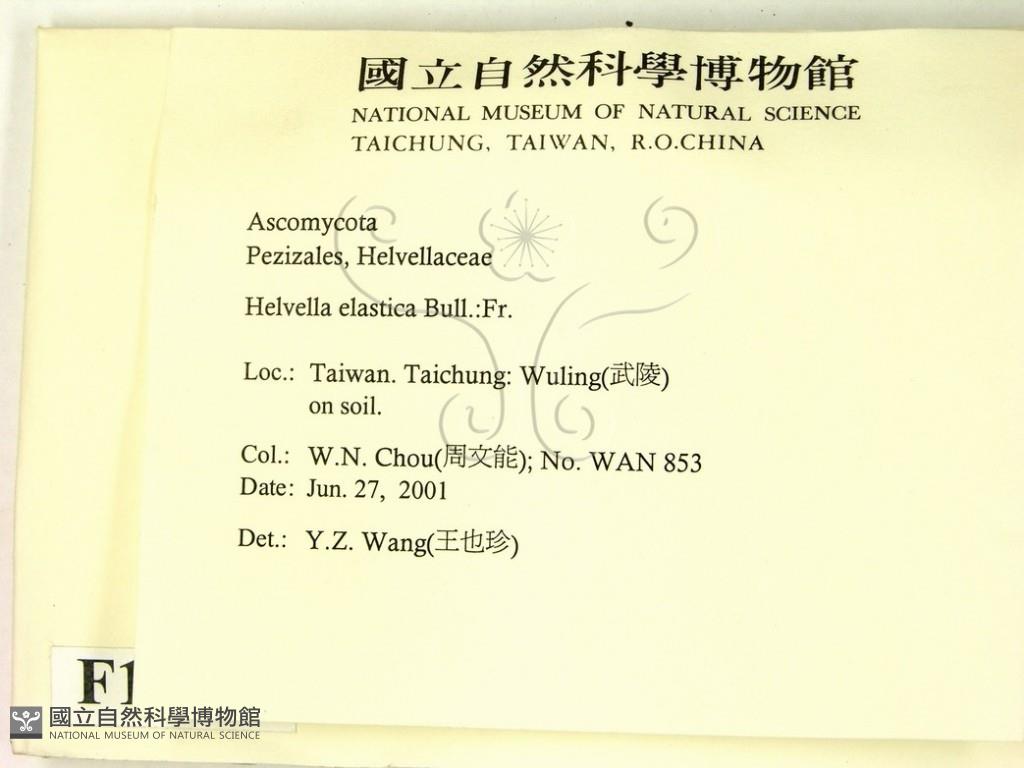 國立自然科學博物館
NATIONAL MUSEUM OF NATURAL SCIENCE
TAICHUNG, TAIWAN, R.O.CHINA
Ascomycota
Pezizales, Helvellaceae
Helvella elastica Bull.:Fr.
Loc.: Taiwan. Taichung: Wuling(武陵)
on soil.
Col.: W.N. Chou(周文能); No. WAN 853
Date: Jun. 27, 2001
Det.: Y.Z. Wang(王也珍)
F1
國立自然科學博物館
NATIONAL MUSEUM OF NATURAL SCIENCE